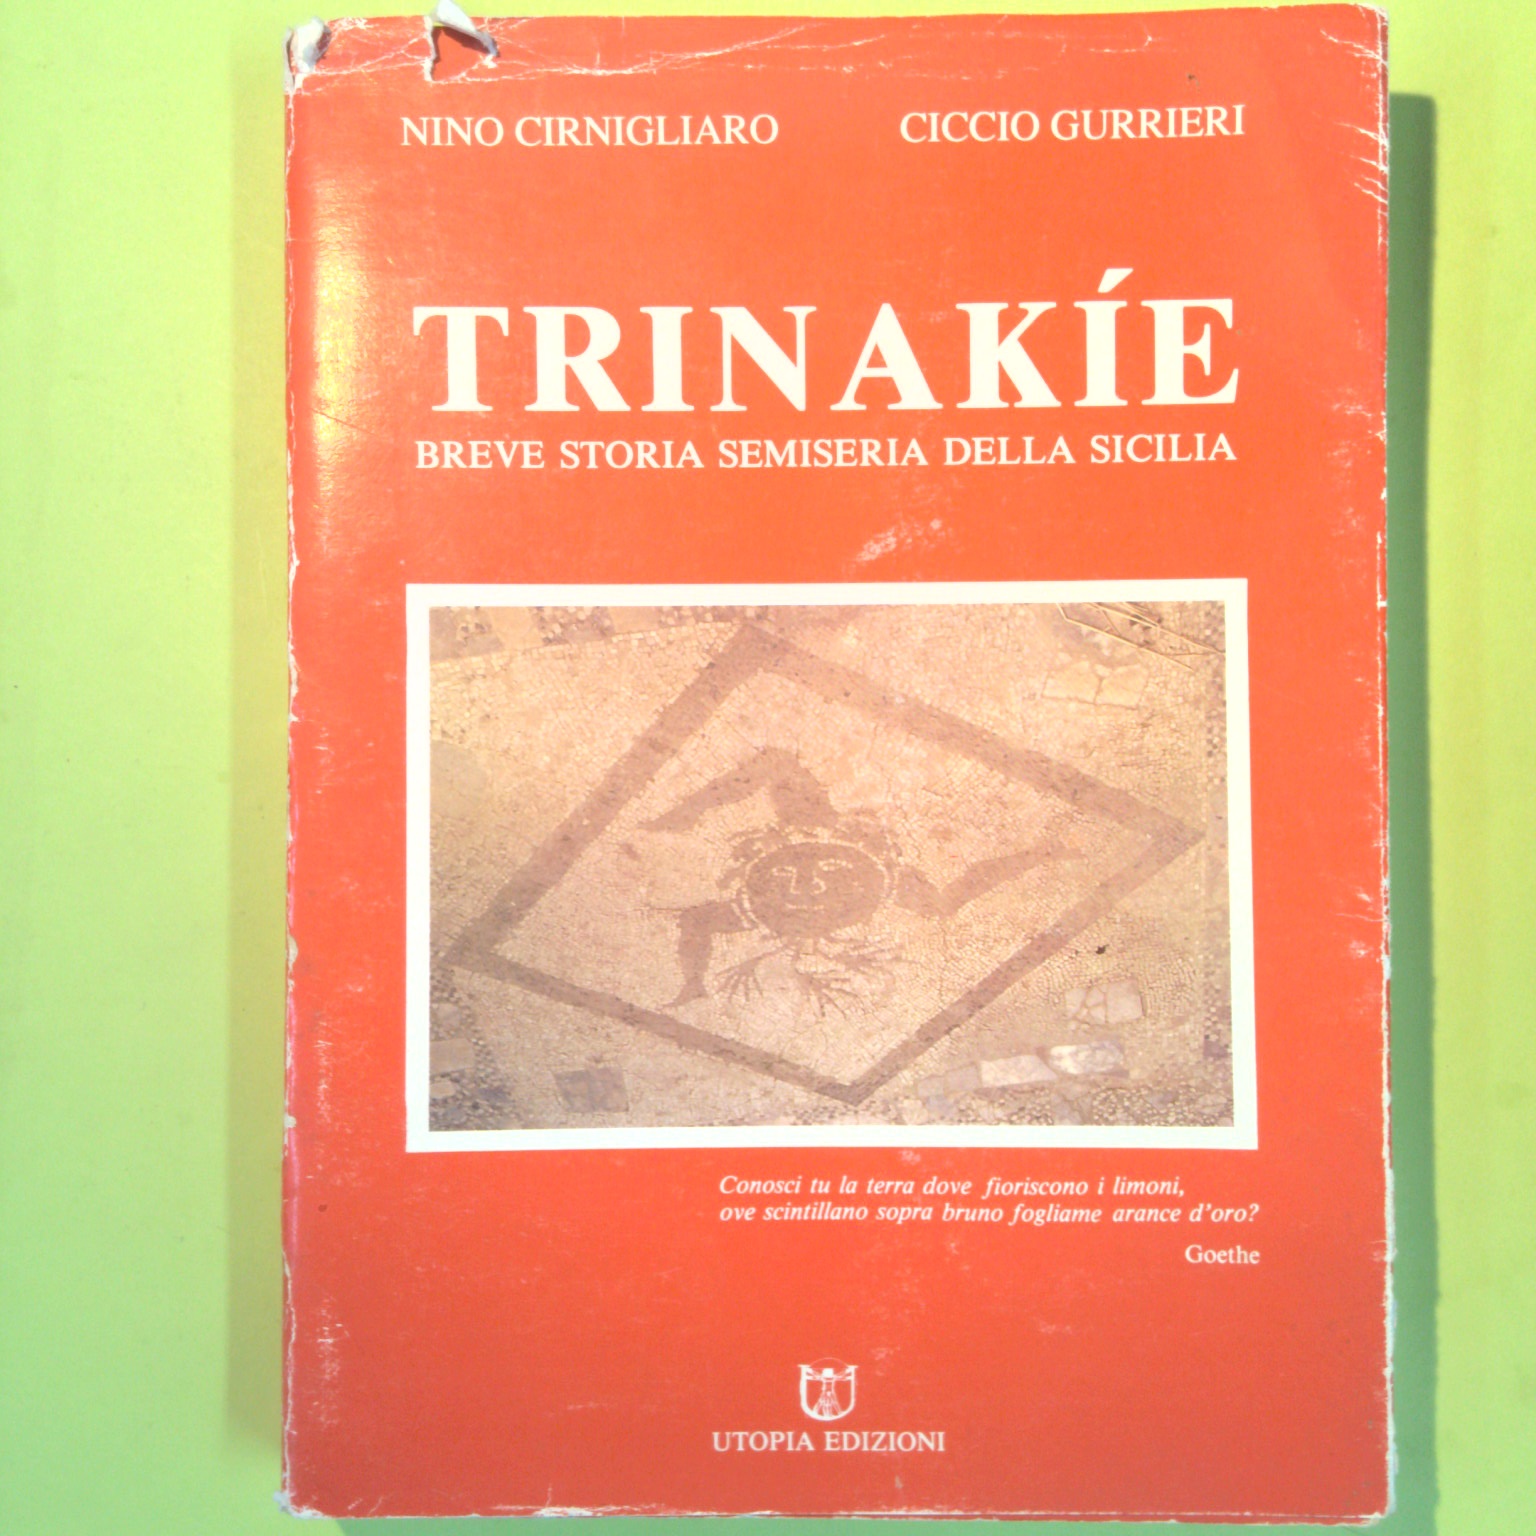 NINO CIRNIGLIARO CICCIO GURRIERI
TRINAKÍE
BREVE STORIA SEMISERIA DELLA SICILIA
Conosci tu la terra dove fioriscono i limoni,
ove scintillano sopra bruno fogliame arance d'oro?
Goethe
UTOPIA EDIZIONI